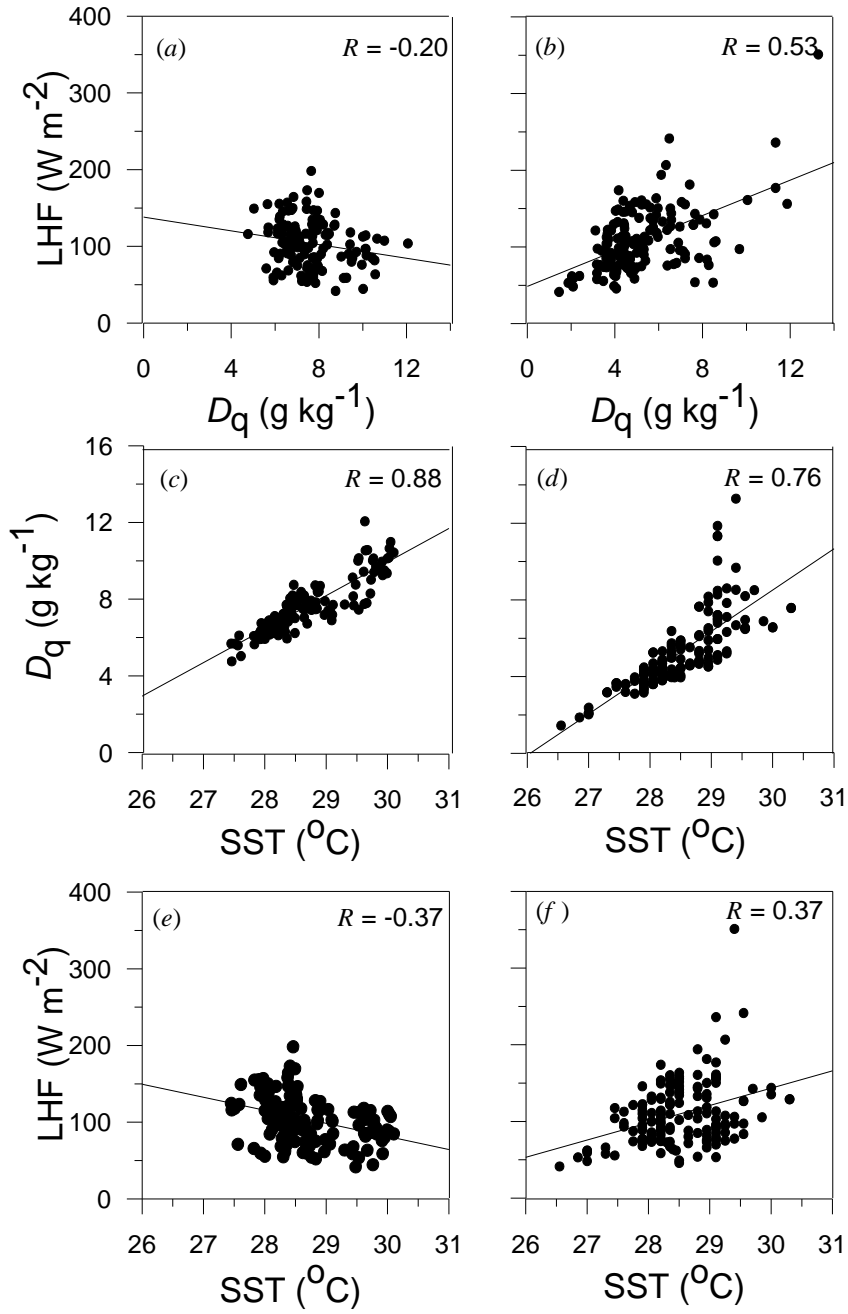 (a) R = -0.20
(b) R = 0.53
LHF (W m-2)
400
300
200
100
0
0 4 8 12
0 4 8 12
Dq (g kg-1)
Dq (g kg-1)
(c) R = 0.88
(d) R = 0.76
Dq (g kg-1)
16
12
8
4
0
26 27 28 29 30 31
26 27 28 29 30 31
SST (oC)
SST (oC)
(e) R = -0.37
(f ) R = 0.37
LHF (W m-2)
400
300
200
100
0
26 27 28 29 30 31
26 27 28 29 30 31
SST (oC)
SST (oC)